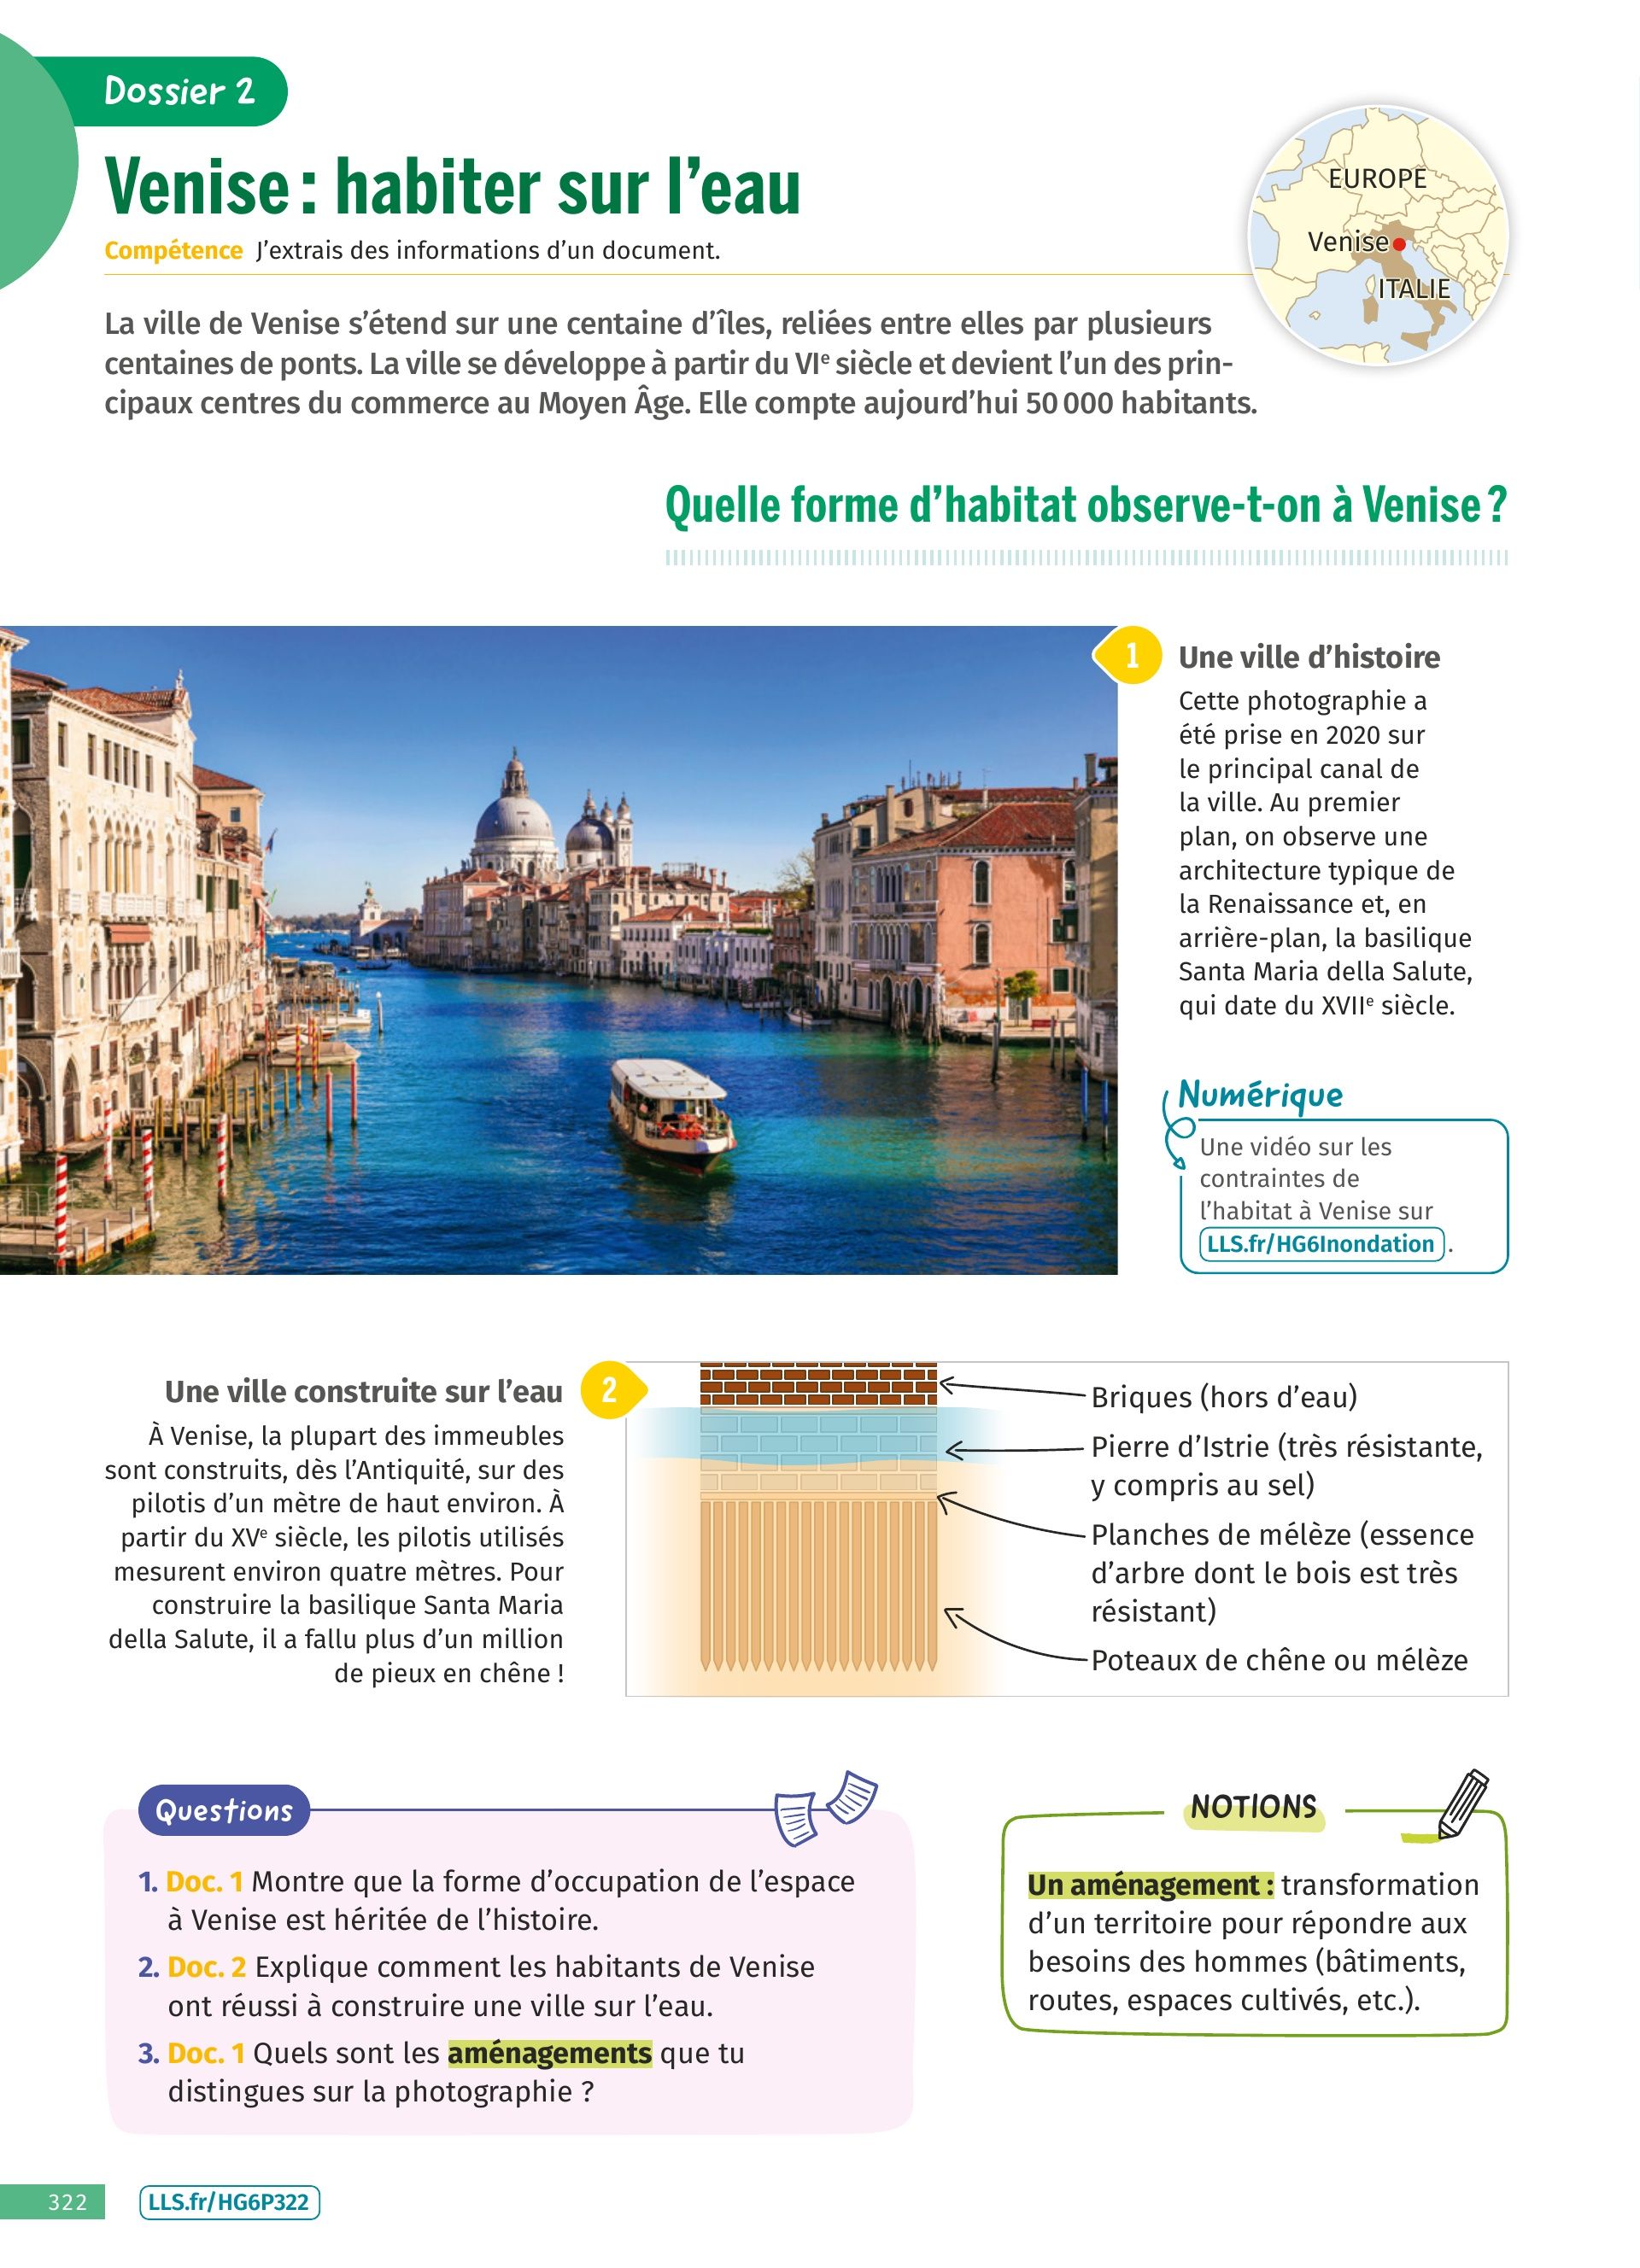 Dossier 2
Venise : habiter sur l’eau
Compétence J’extrais des informations d’un document.
EUROPE
Venise
ITALIE
La ville de Venise s’étend sur une centaine d’îles, reliées entre elles par plusieurs
centaines de ponts. La ville se développe à partir du VIe siècle et devient l’un des prin-
cipaux centres du commerce au Moyen Âge. Elle compte aujourd’hui 50 000 habitants.
Quelle forme d’habitat observe-t-on à Venise ?
1
Une ville d’histoire
Cette photographie a
été prise en 2020 sur
le principal canal de
la ville. Au premier
plan, on observe une
architecture typique de
la Renaissance et, en
arrière-plan, la basilique
Santa Maria della Salute,
qui date du XVIIe siècle.
Numérique
Une vidéo sur les
contraintes de
l’habitat à Venise sur
LLS.fr/HG6Inondation .
Une ville construite sur l’eau
2
À Venise, la plupart des immeubles
sont construits, dès l’Antiquité, sur des
pilotis d’un mètre de haut environ. À
partir du XVe siècle, les pilotis utilisés
mesurent environ quatre mètres. Pour
construire la basilique Santa Maria
della Salute, il a fallu plus d’un million
de pieux en chêne !
Briques (hors d’eau)
Pierre d’Istrie (très résistante,
y compris au sel)
Planches de mélèze (essence
d’arbre dont le bois est très
résistant)
Poteaux de chêne ou mélèze
Questions
1. Doc. 1 Montre que la forme d’occupation de l’espace
à Venise est héritée de l’histoire.
2. Doc. 2 Explique comment les habitants de Venise
ont réussi à construire une ville sur l’eau.
3. Doc. 1 Quels sont les aménagements que tu
distingues sur la photographie ?
NOTIONS
Un aménagement : transformation
d’un territoire pour répondre aux
besoins des hommes (bâtiments,
routes, espaces cultivés, etc.).
322
LLS.fr/HG6P322